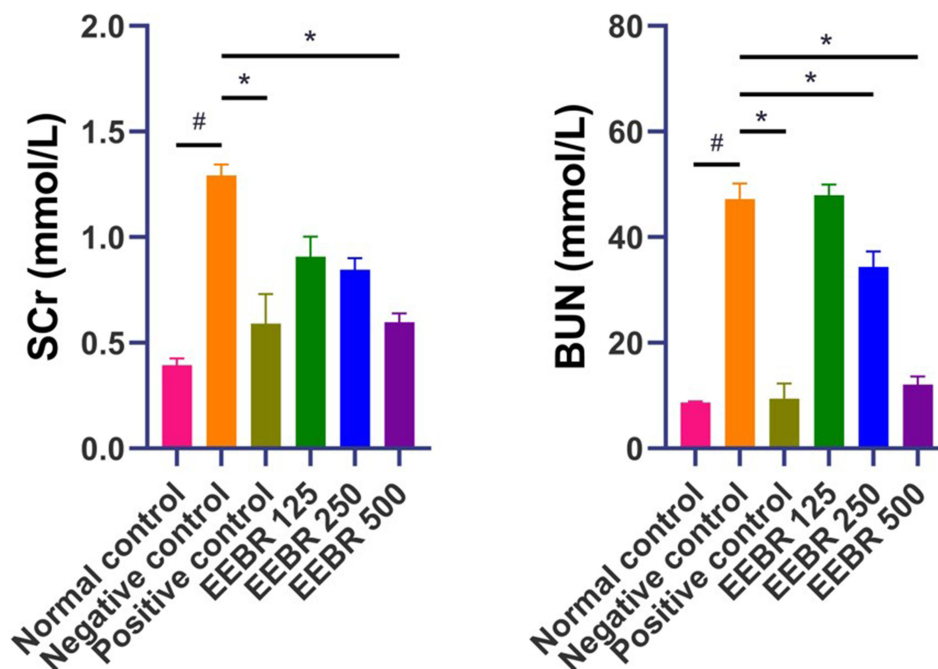 SCr (mmol/L)
2.0
1.5
1.0
0.5
0.0
#
*
*
Normal control
Negative control
Positive control
EEBR 125
EEBR 250
EEBR 500
BUN (mmol/L)
80
60
40
20
0
#
*
*
*
Normal control
Negative control
Positive control
EEBR 125
EEBR 250
EEBR 500